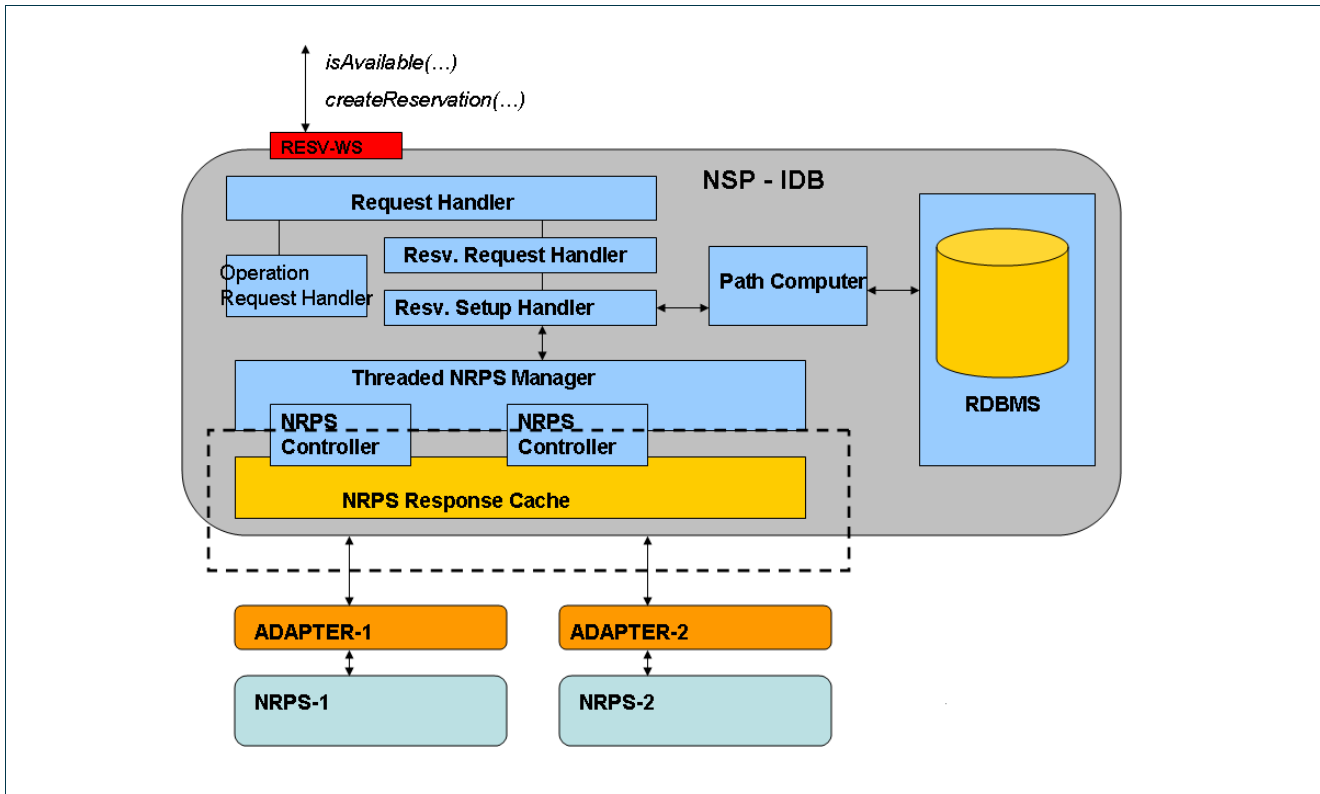 isAvailable(…)
createReservation(…)
RESV-WS
NSP - IDB
Request Handler
Resv. Request Handler
Operation
Request Handler
Resv. Setup Handler
Path Computer
RDBMS
Threaded NRPS Manager
NRPS
Controller
NRPS
Controller
NRPS Response Cache
ADAPTER-1
ADAPTER-2
NRPS-1
NRPS-2